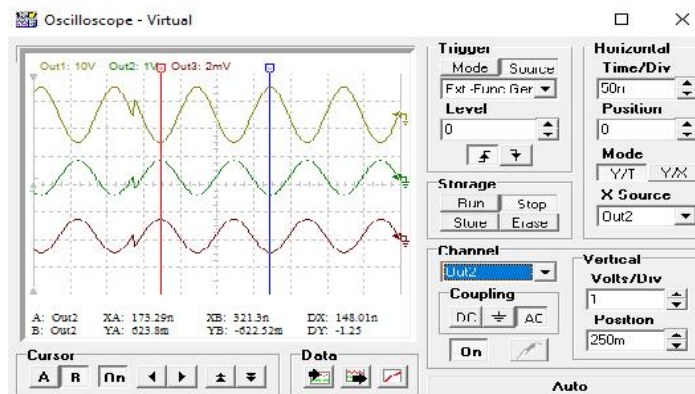 Oscilloscope - Virtual
Out1: 10V Out2: 1V Out3: 2mV
A: Out2 XA: 173.29n XB: 321.3n DX: 148.01n
B: Out2 YA: 623.8m YB: -622.52m DY: -1.25
Cursor
A B On
Data
Trigger
Mode Source
Ext -Func Ger
Level
0
Storage
Run Stop
Store Erase
Channel
Out2
Coupling
DC AC
On
Horizontal
Time/Div
50n
Position
0
Mode
Y/T Y/X
X Source
Out2
Vertical
Volts/Div
1
Position
250m
Auto